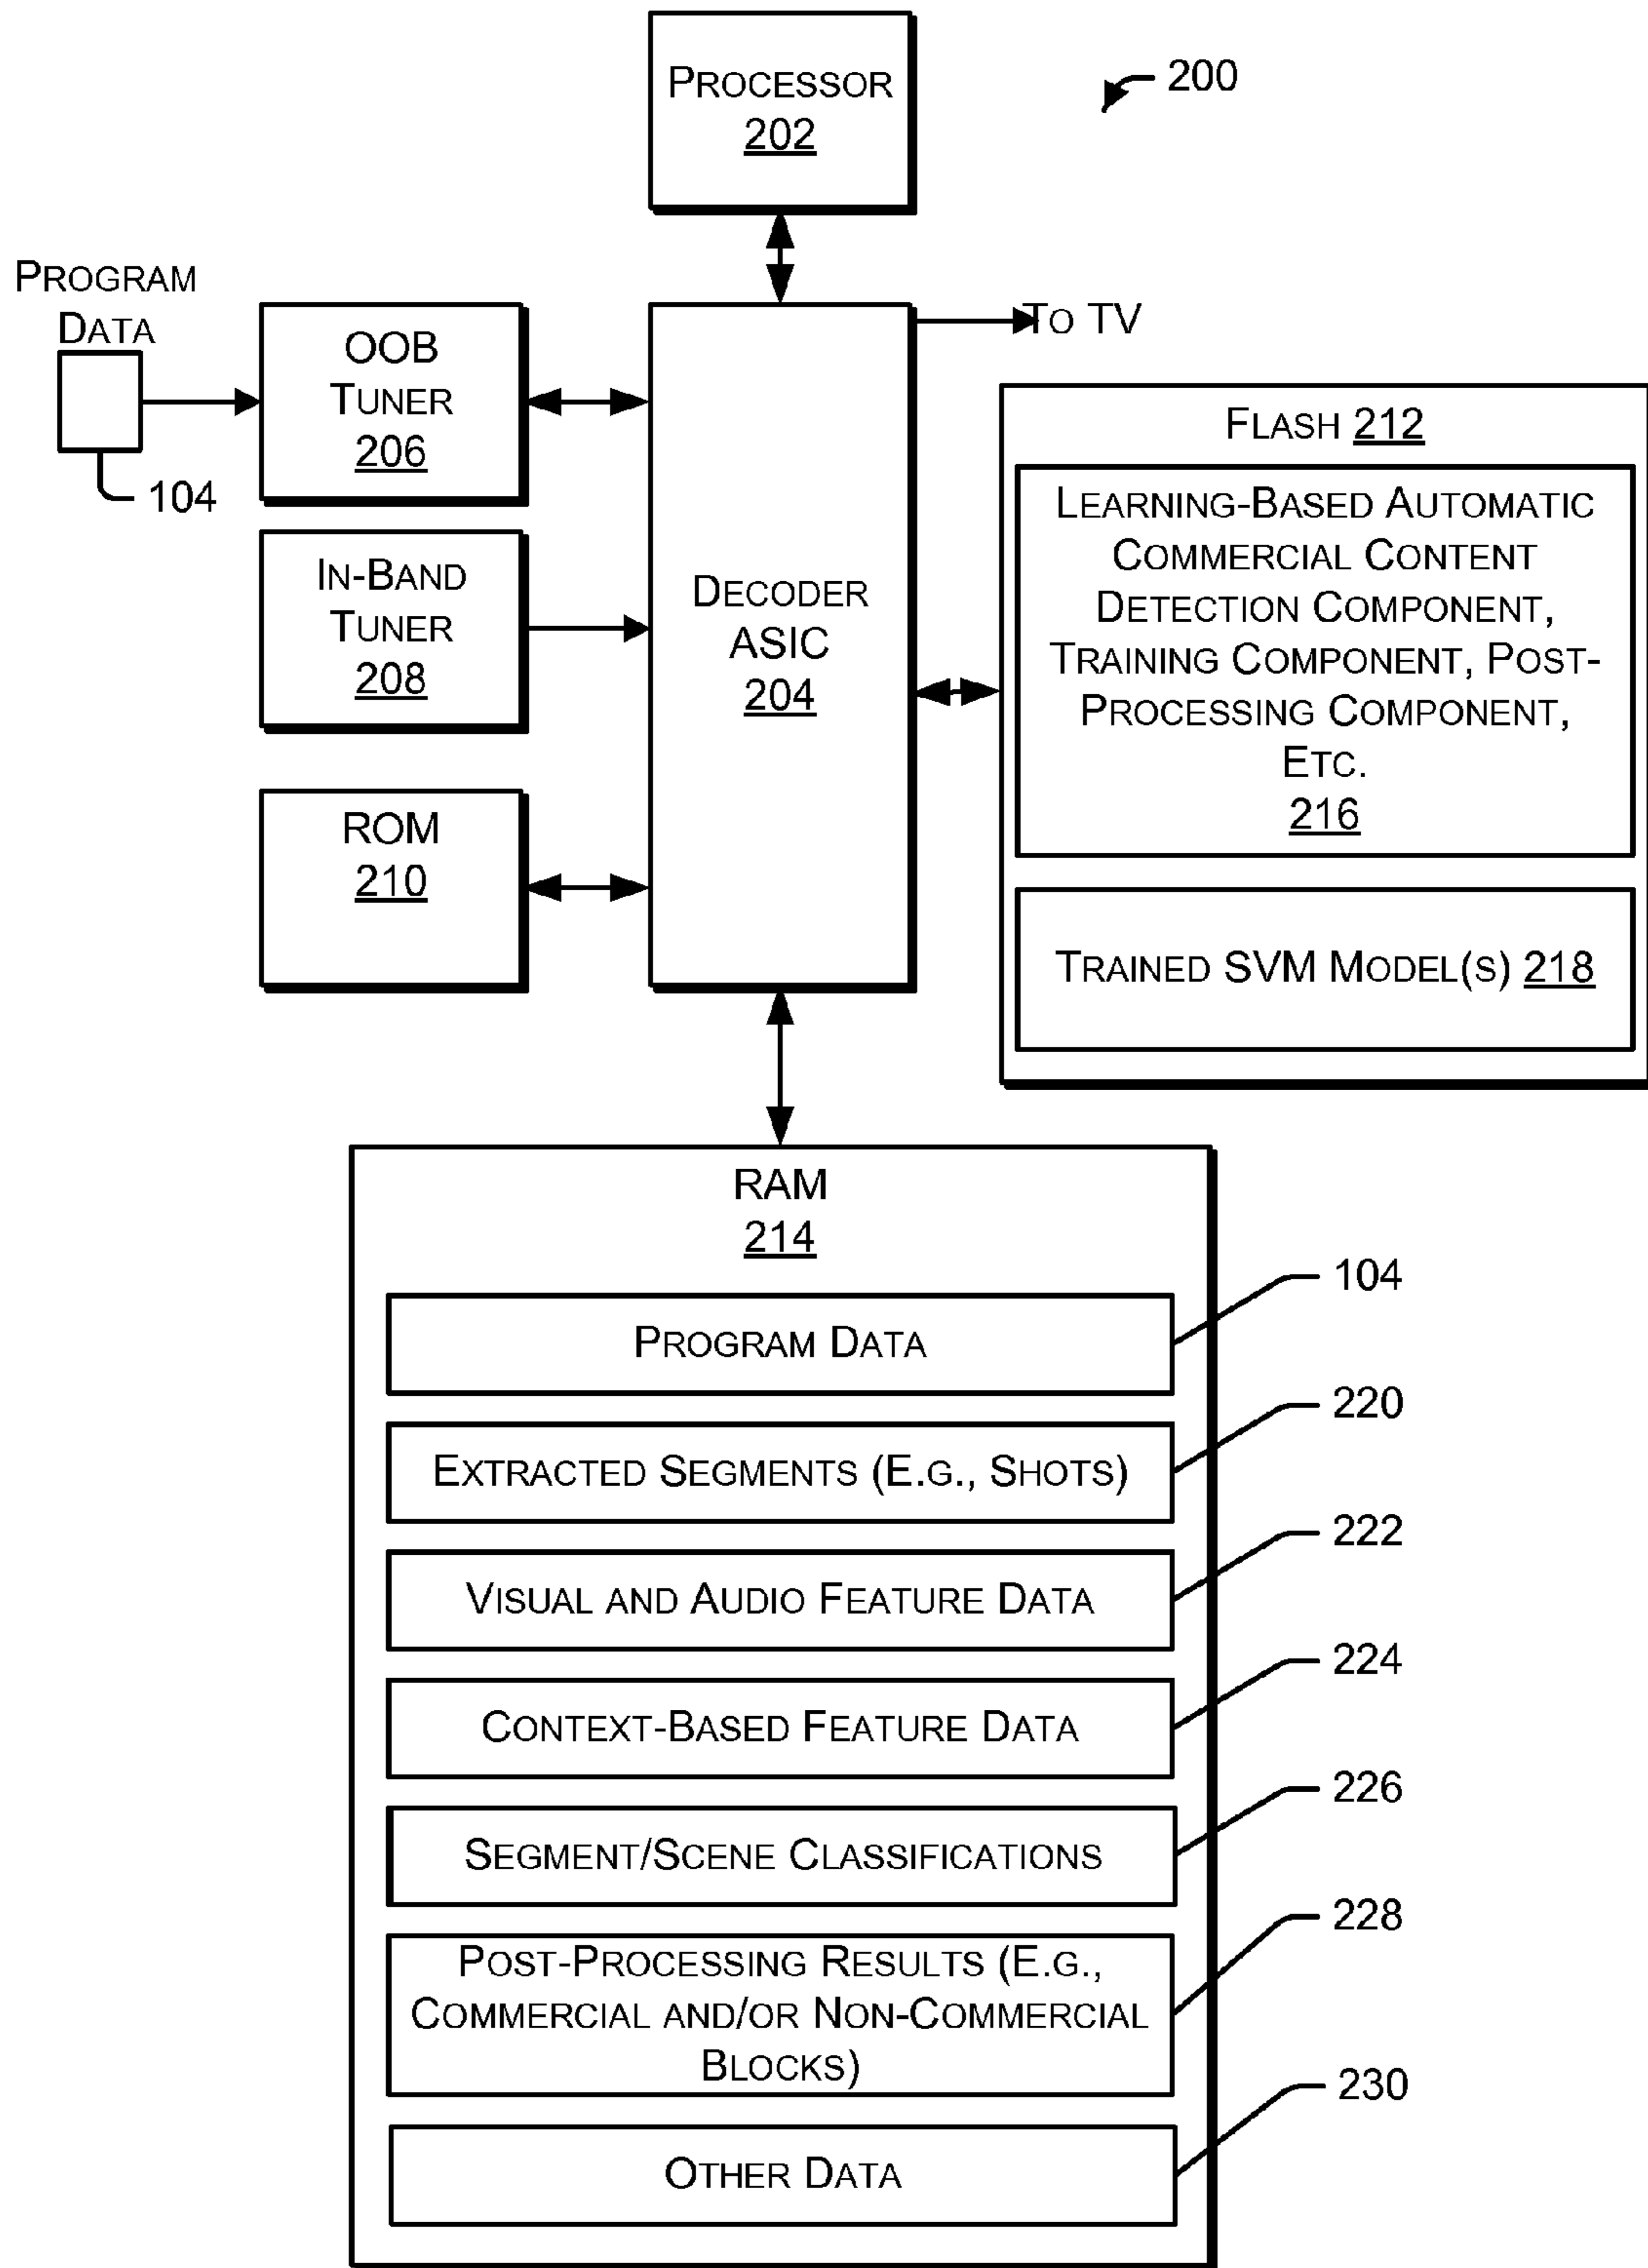 PROCESSOR
202
200
PROGRAM
DATA
104
OOB
TUNER
206
IN-BAND
TUNER
208
ROM
210
DECODER
ASIC
204
TO TV
FLASH 212
LEARNING-BASED AUTOMATIC
COMMERCIAL CONTENT
DETECTION COMPONENT,
TRAINING COMPONENT, POST-
PROCESSING COMPONENT,
ETC.
216
TRAINED SVM MODEL(S) 218
RAM
214
PROGRAM DATA
104
EXTRACTED SEGMENTS (E.G., SHOTS)
220
VISUAL AND AUDIO FEATURE DATA
222
CONTEXT-BASED FEATURE DATA
224
SEGMENT/SCENE CLASSIFICATIONS
226
POST-PROCESSING RESULTS (E.G.,
COMMERCIAL AND/OR NON-COMMERCIAL
BLOCKS)
228
OTHER DATA
230